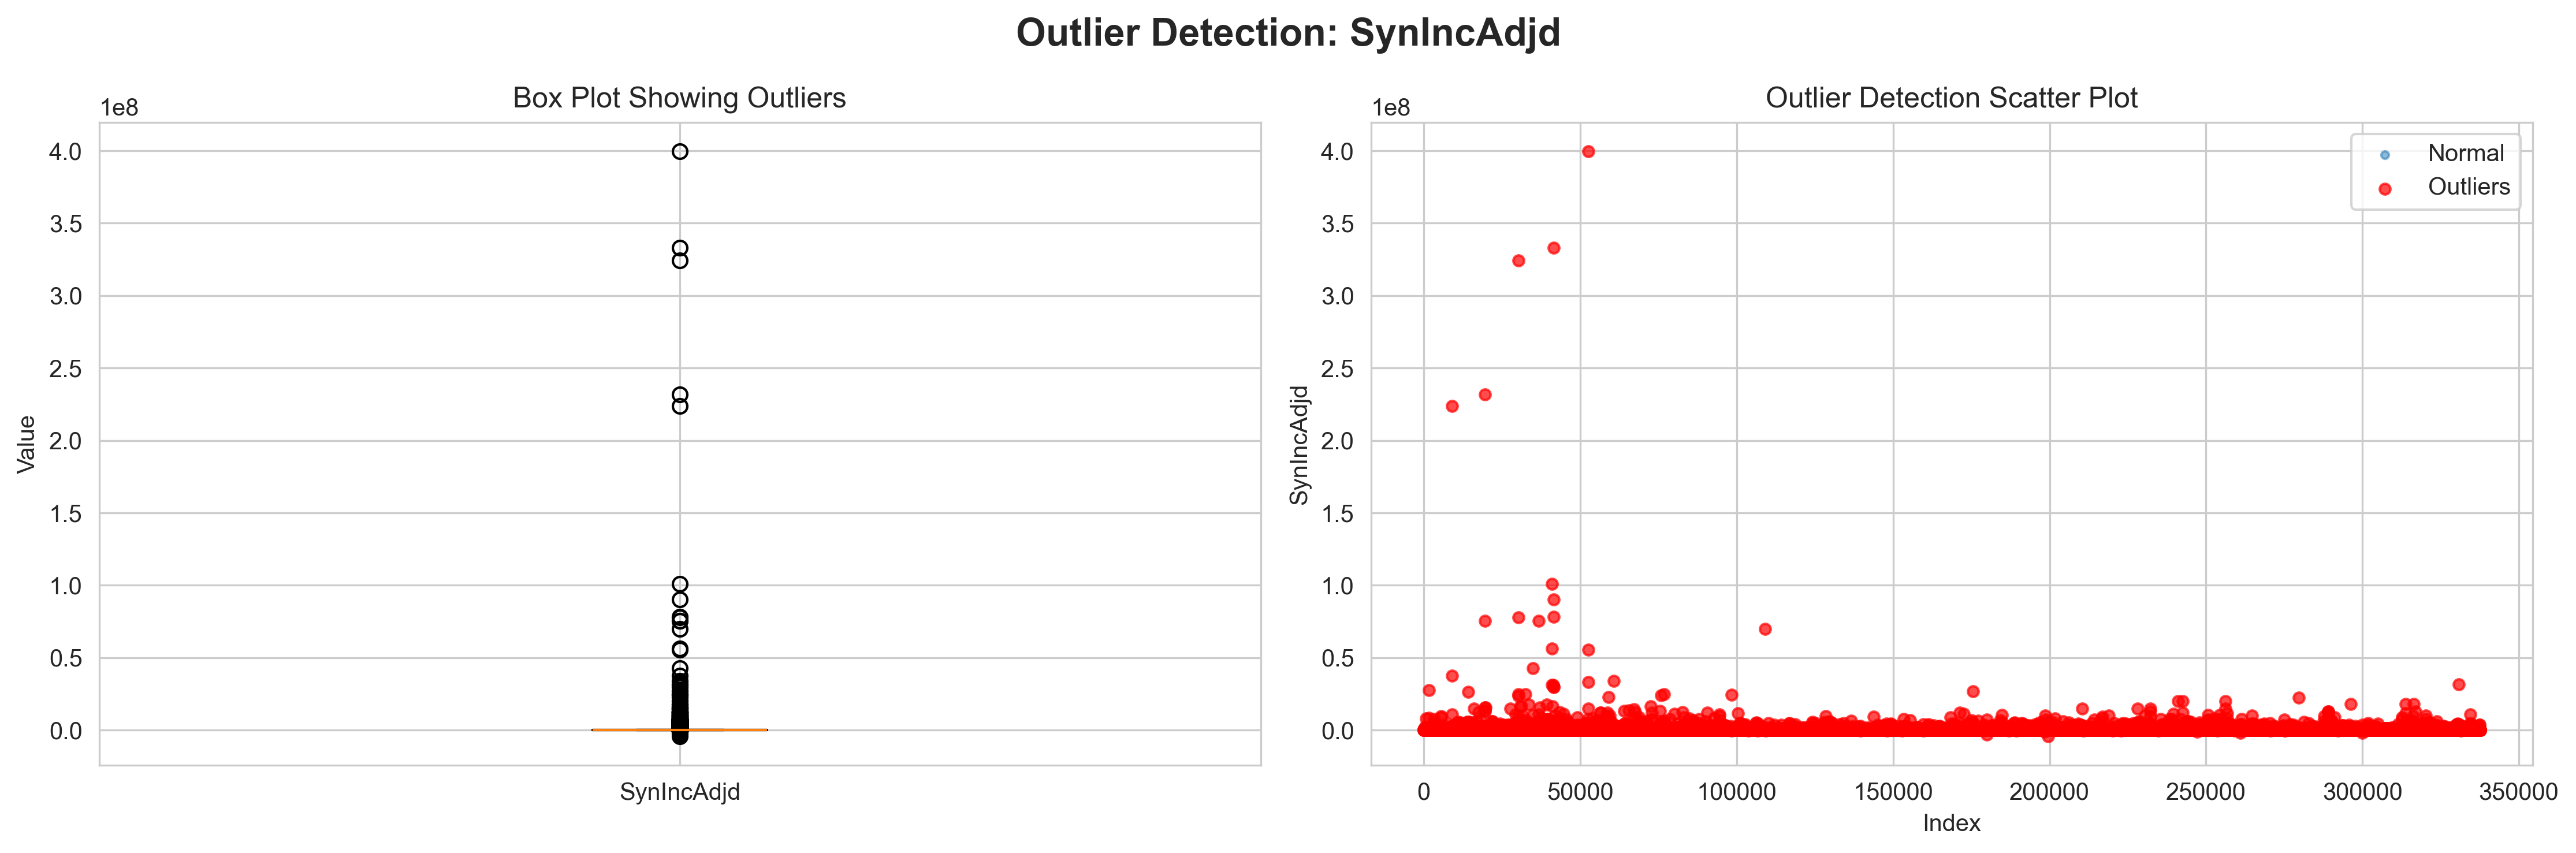 Outlier Detection: SynIncAdjd
Box Plot Showing Outliers
1e8
4.0
3.5
3.0
2.5
2.0
1.5
1.0
0.5
0.0
Value
SynIncAdjd
Outlier Detection Scatter Plot
1e8
4.0
3.5
3.0
2.5
2.0
1.5
1.0
0.5
0.0
SynIncAdjd
Normal
Outliers
0 50000 100000 150000 200000 250000 300000 350000
Index